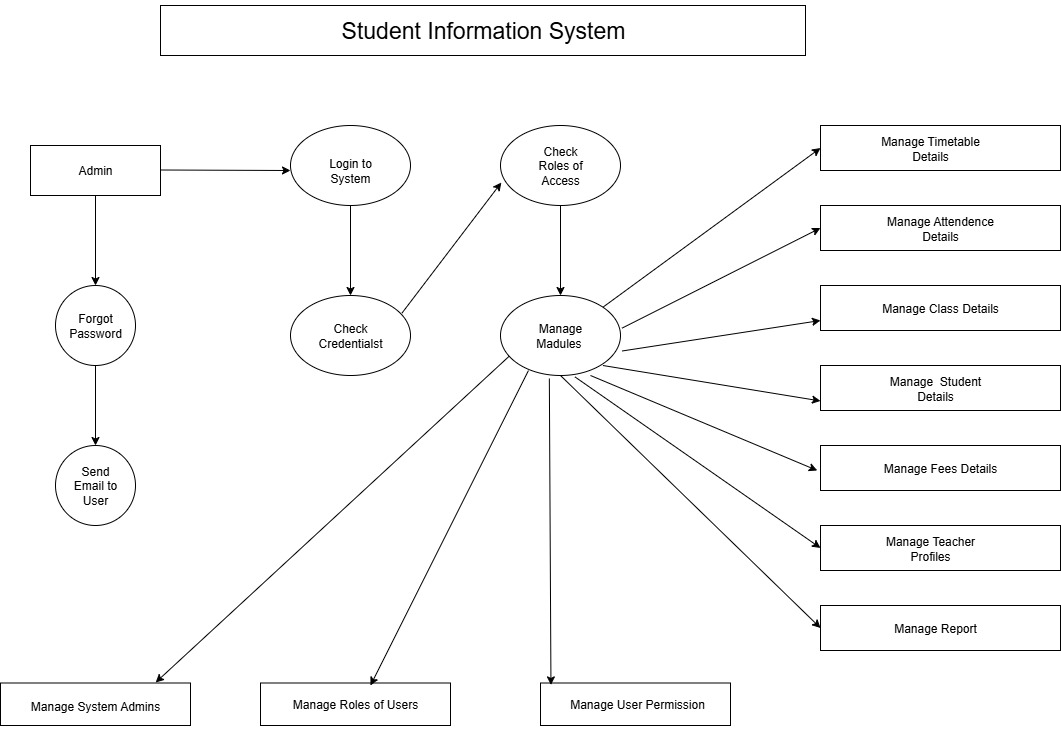 Student Information System
Admin
Login to
System
Check
Roles of
Access
Manage Timetable
Details
Manage Attendence
Details
Forgot
Password
Check
Credentialst
Manage
Madules
Manage Class Details
Manage  Student
Details
Send
Email to
User
Manage Fees Details
Manage Teacher
Profiles
Manage Report
Manage System Admins
Manage Roles of Users
Manage User Permission